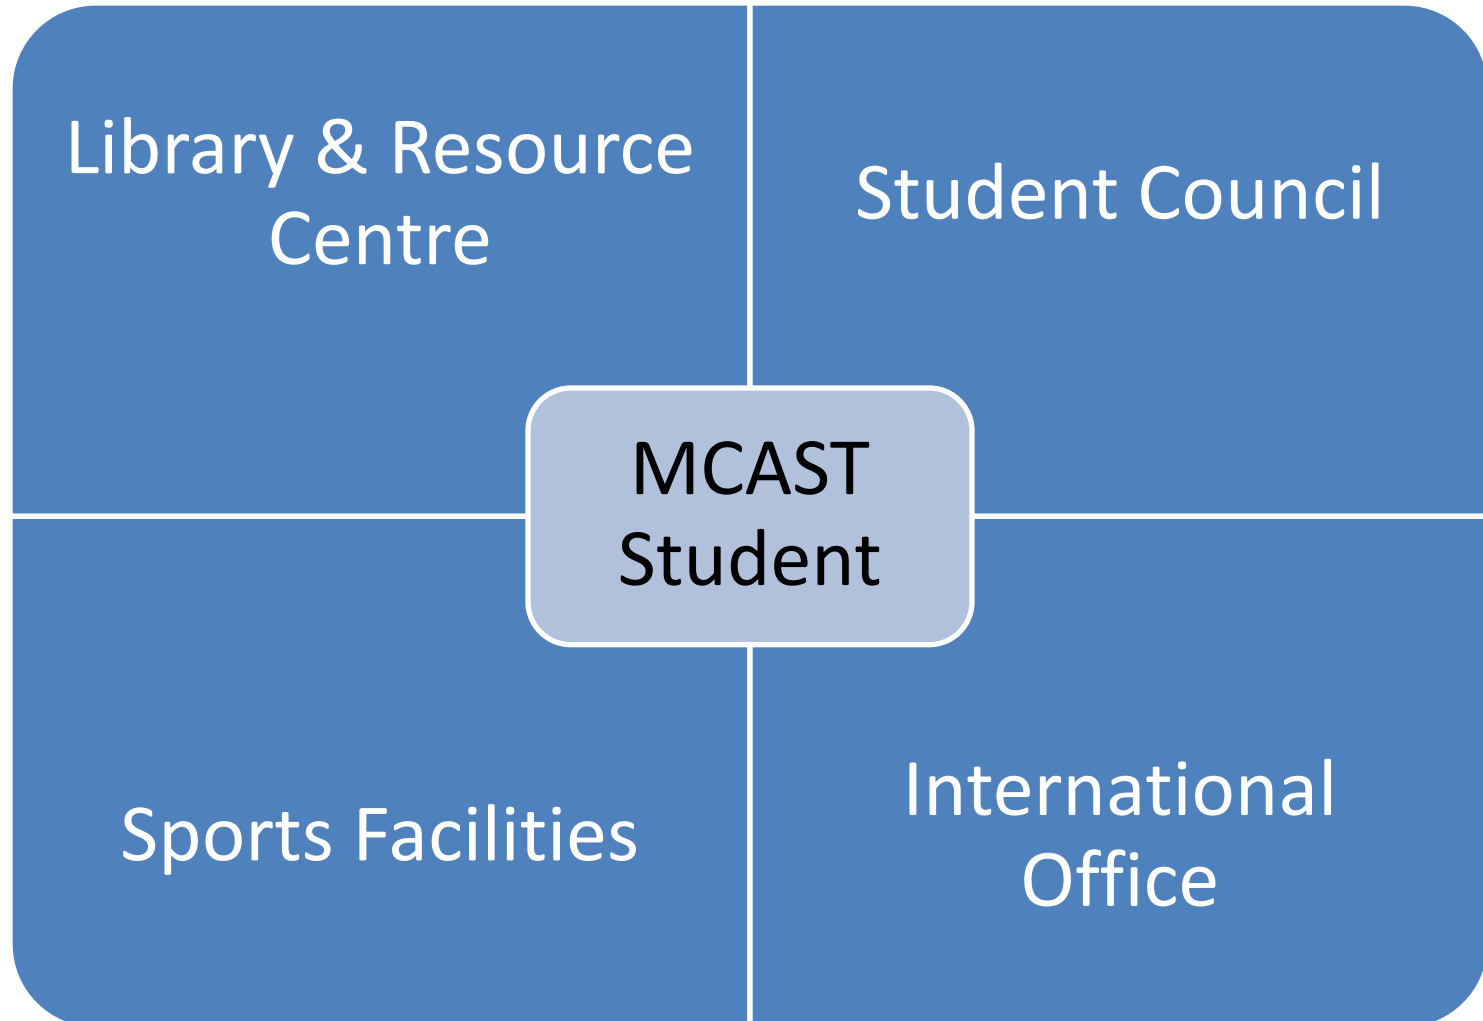 Library & Resource
Centre
Student Council
MCAST
Student
Sports Facilities
International
Office